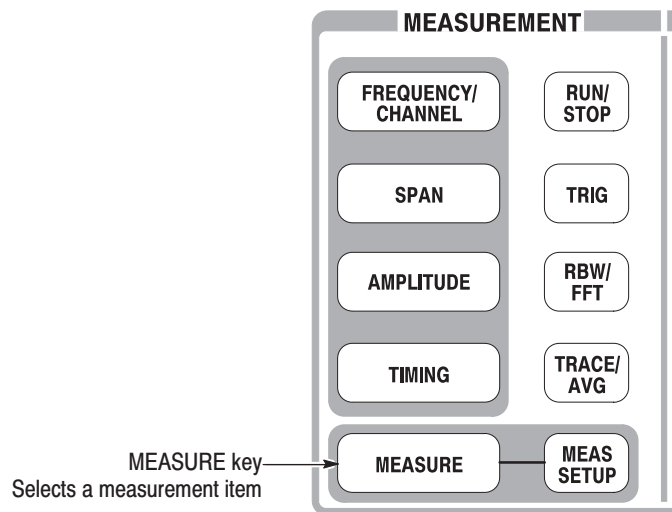 MEASUREMENT
FREQUENCY/
CHANNEL
RUN/
STOP
SPAN
TRIG
AMPLITUDE
RBW/
FFT
TIMING
TRACE/
AVG
MEASURE key
Selects a measurement item
MEASURE
MEAS
SETUP